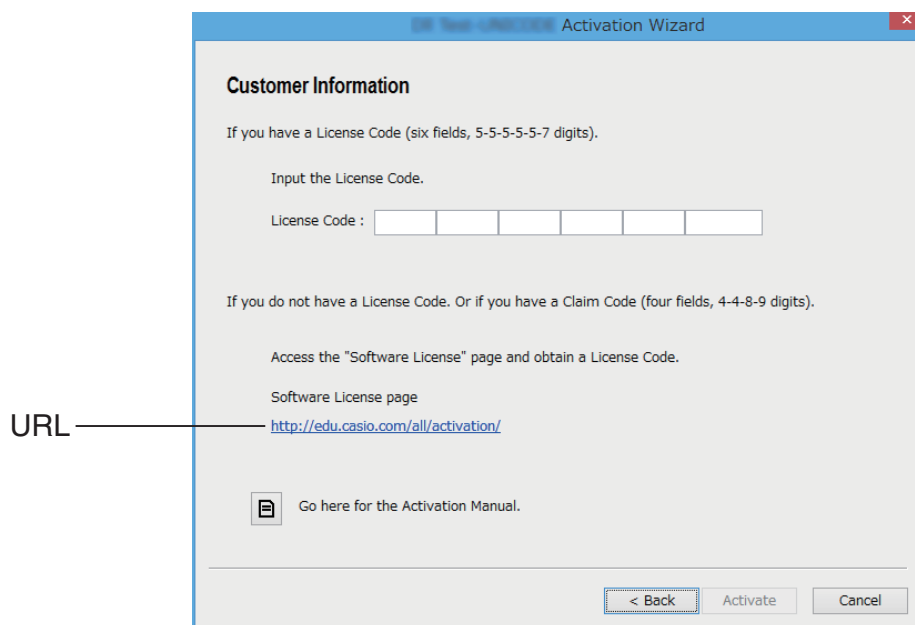 Activation Wizard
Customer Information
If you have a License Code (six fields, 5-5-5-5-5-7 digits).
Input the License Code.
License Code :
If you do not have a License Code. Or if you have a Claim Code (four fields, 4-4-8-9 digits).
Access the "Software License" page and obtain a License Code.
Software License page
URL
http://edu.casio.com/all/activation/
Go here for the Activation Manual.
< Back
Activate
Cancel